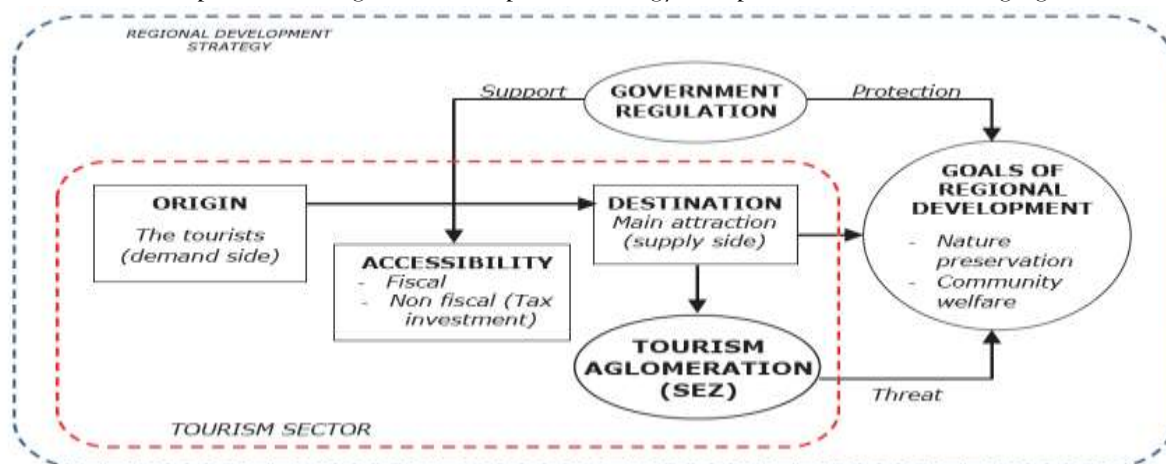 REGIONAL DEVELOPMENT
STRATEGY
Support
GOVERNMENT
REGULATION
Protection
ORIGIN
The tourists
(demand side)
DESTINATION
Main attraction
(supply side)
GOALS OF
REGIONAL
DEVELOPMENT
- Nature
preservation
- Community
welfare
ACCESSIBILITY
- Fiscal
- Non fiscal (Tax
investment)
TOURISM
AGLOMERATION
(SEZ)
Threat
TOURISM SECTOR